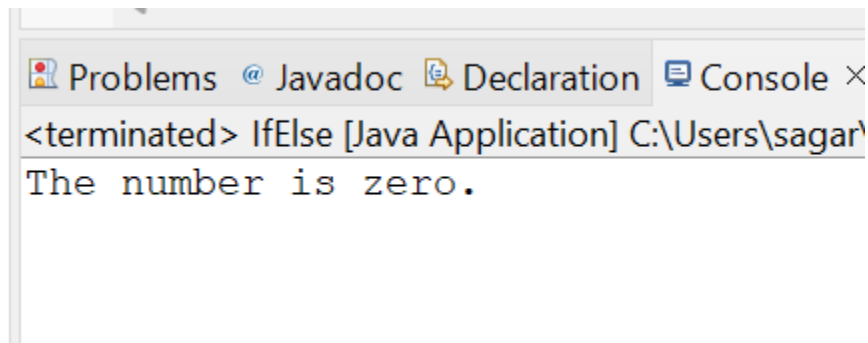 Problems @ Javadoc Declaration Console
<terminated> IfElse [Java Application] C:\Users\sagar\
The number is zero.